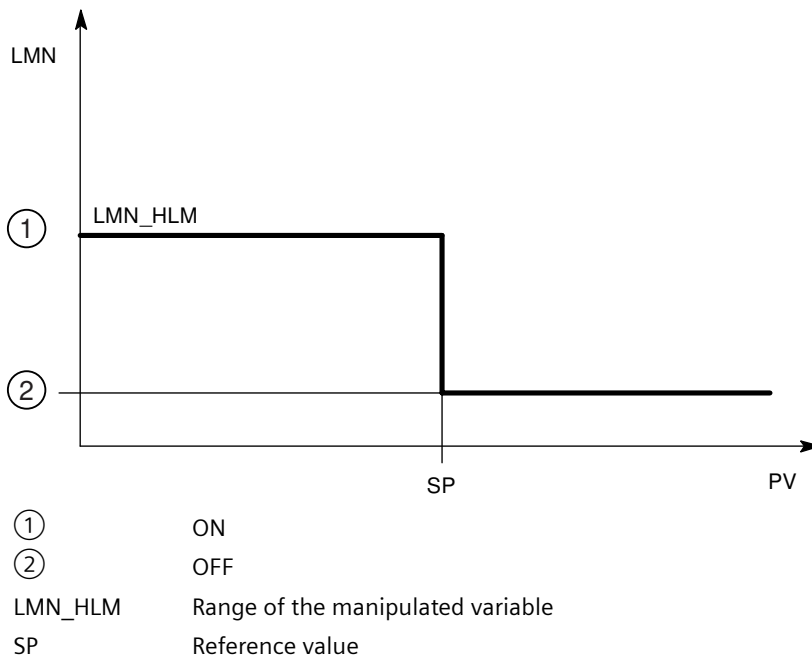 LMN
LMN_HLM
①
②
SP
PV
① ON
② OFF
LMN_HLM Range of the manipulated variable
SP Reference value